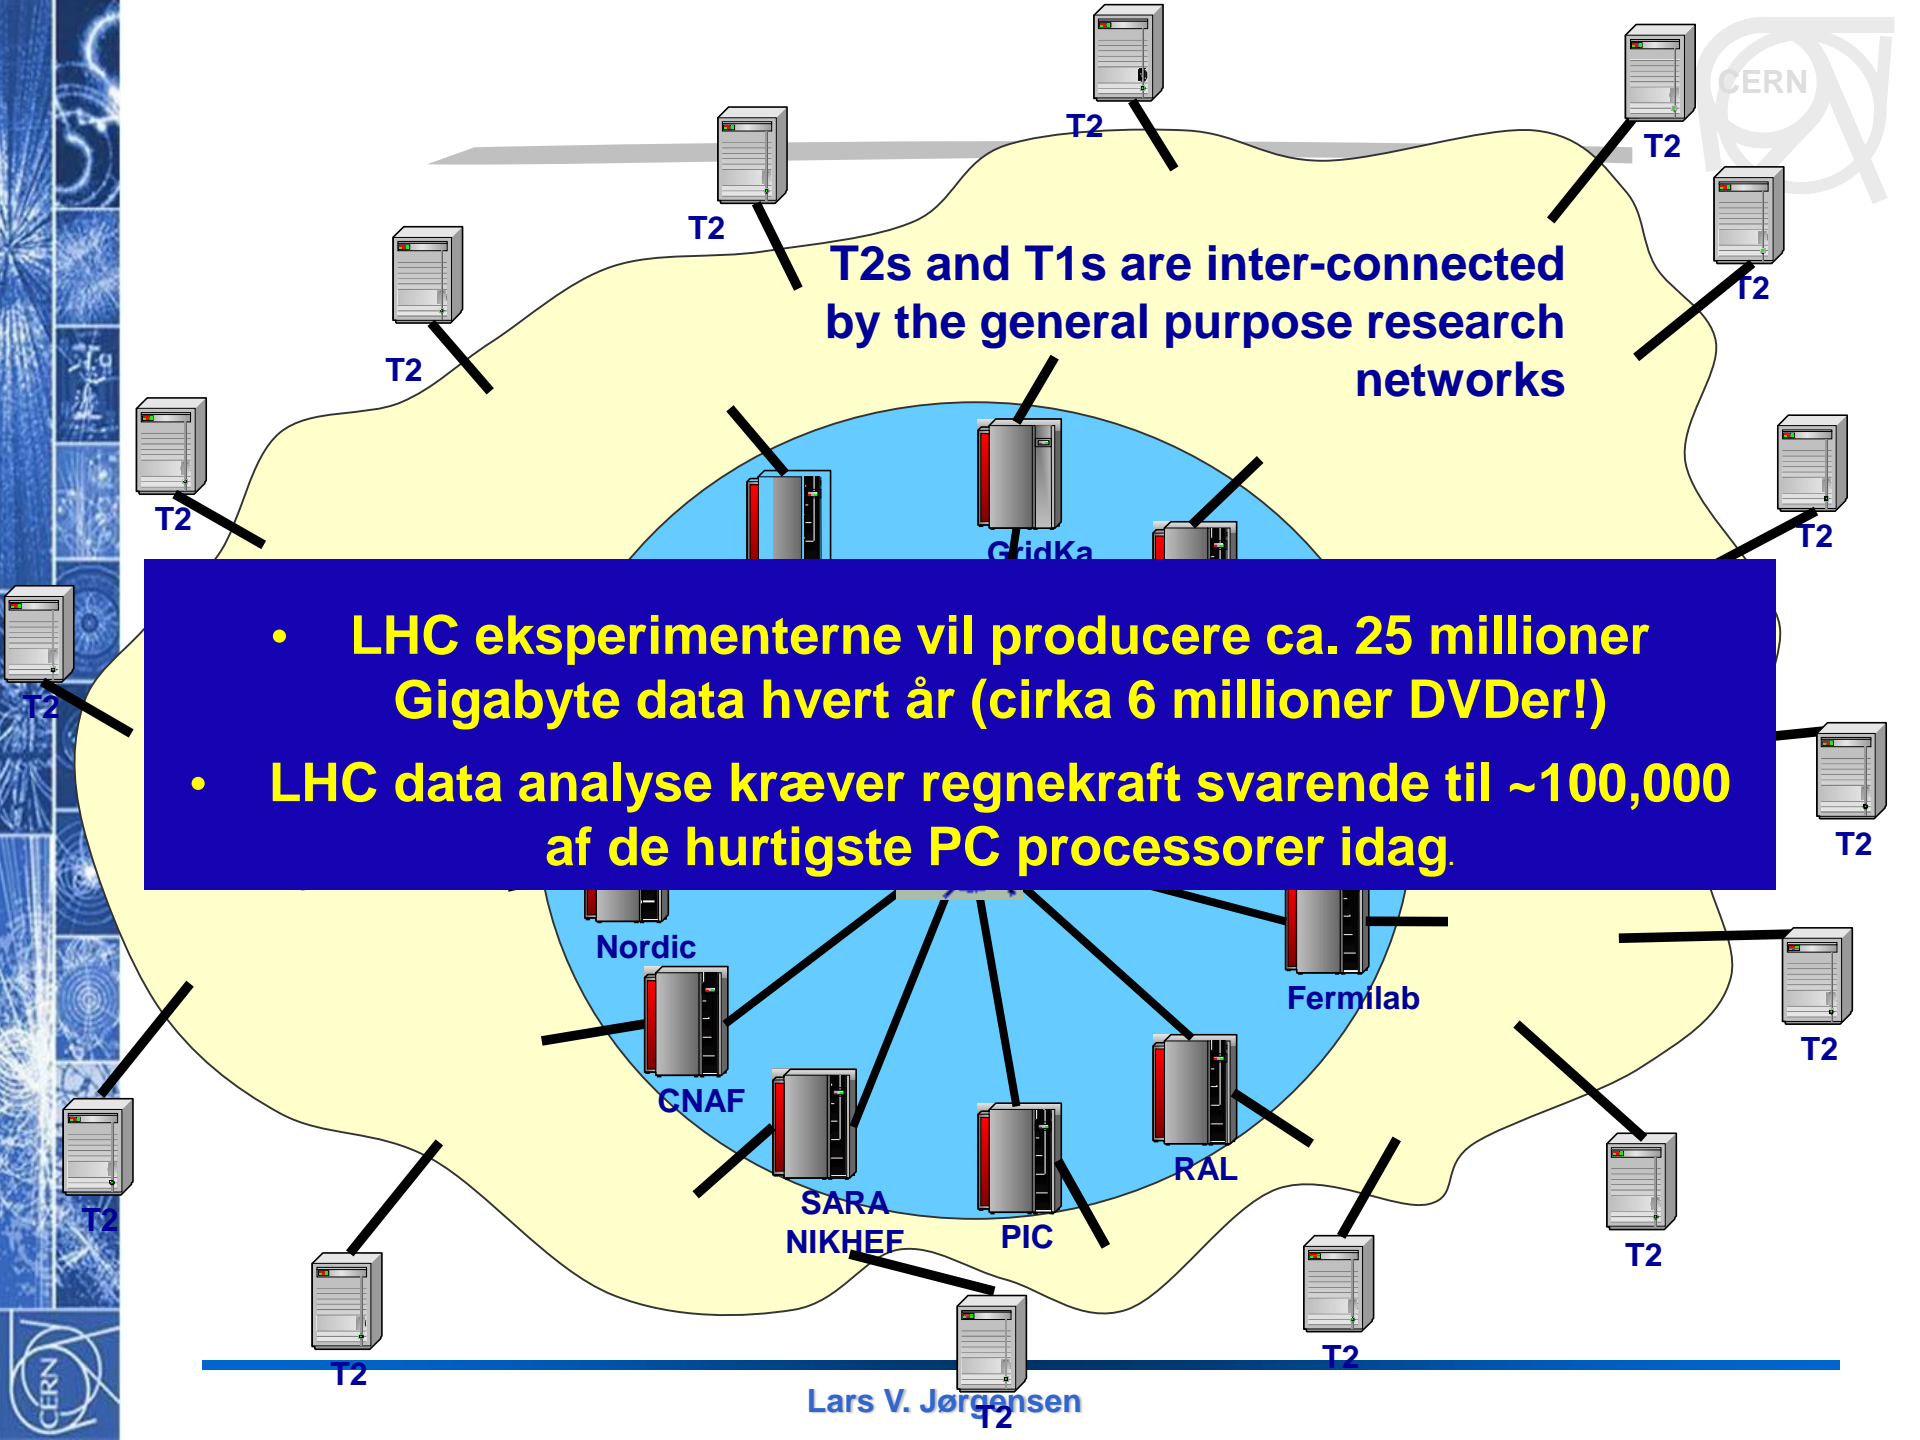 CERN
T2
T2
T2
T2
T2
T2
T2s and T1s are inter-connected
by the general purpose research
networks
T2
T2
T2
GridKa
• LHC eksperimenterne vil producere ca. 25 millioner
Gigabyte data hvert år (cirka 6 millioner DVDer!)
• LHC data analyse kræver regnekraft svarende til ~100,000
af de hurtigste PC processorer idag.
T2
T2
Nordic
Fermilab
T2
CNAF
RAL
SARA
NIKHEF
PIC
T2
T2
T2
T2
CERN
Lars V. Jørgensen
T2